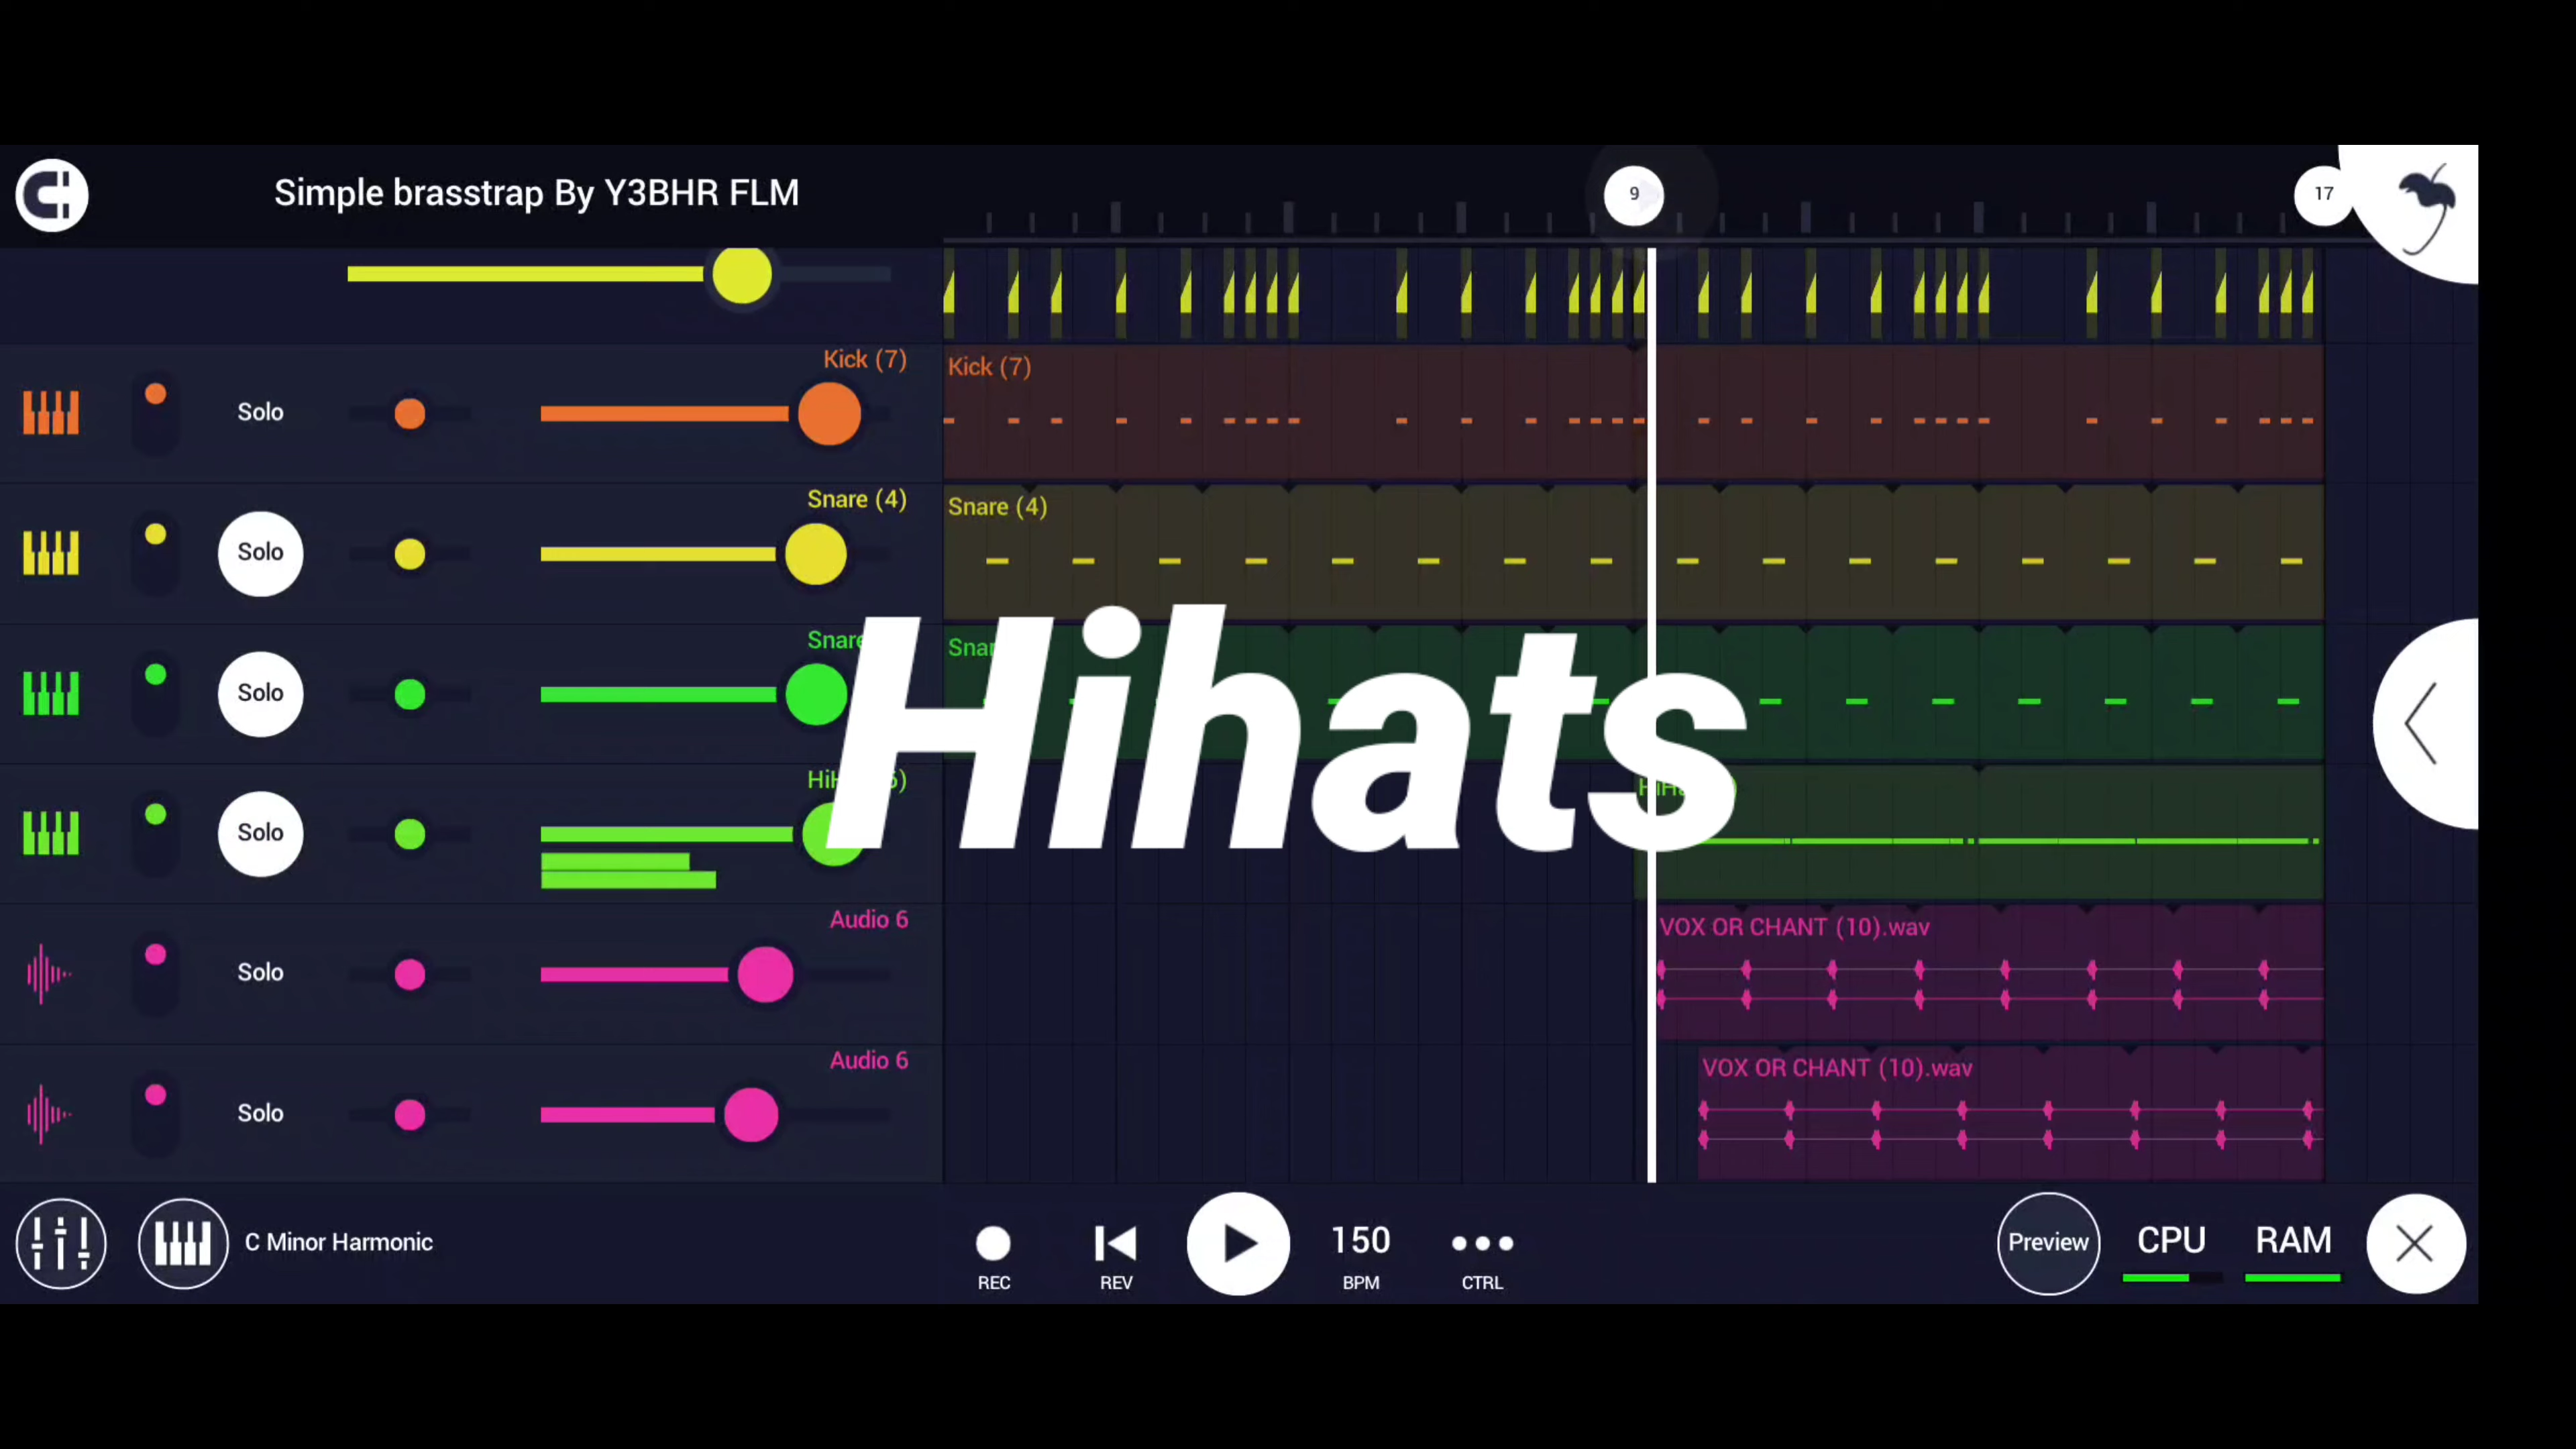 Simple brasstrap By Y3BHR FLM
9
17
Kick (7)
Kick (7)
Solo
Snare (4)
Snare (4)
Solo
Snare
Solo
Hihats
Solo
Audio 6
VOX OR CHANT (10).wav
Solo
Audio 6
VOX OR CHANT (10).wav
Solo
C Minor Harmonic
REC
REV
150
BPM
CTRL
Preview
CPU
RAM